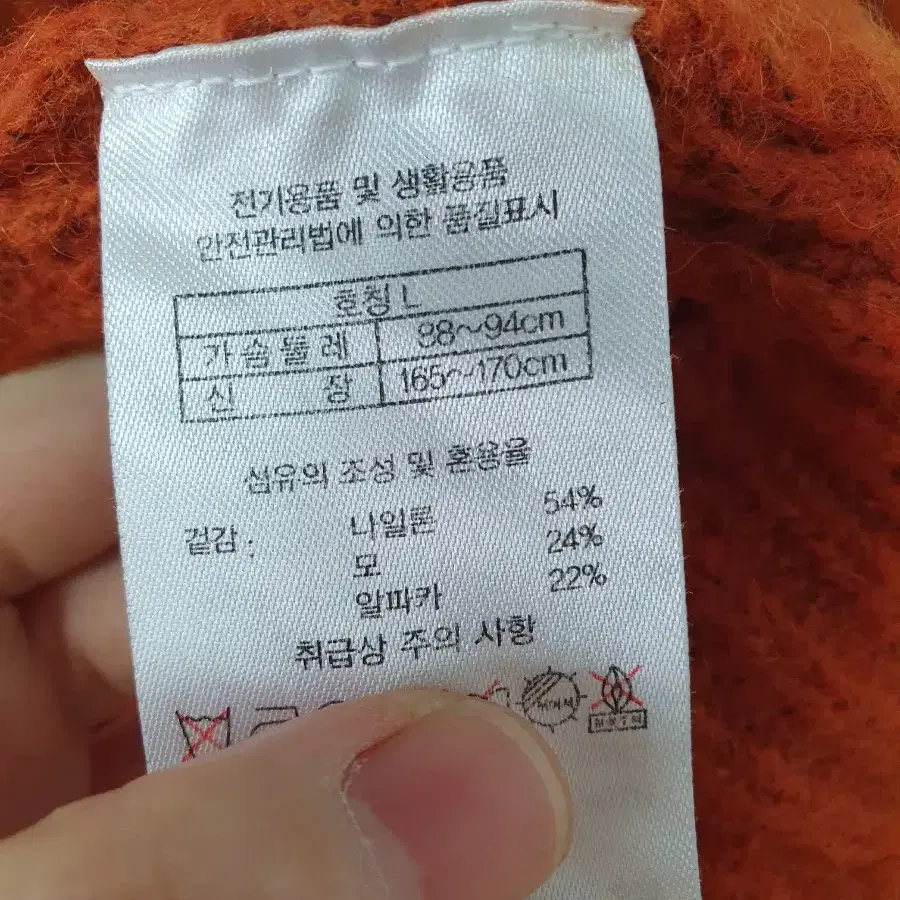 전기용품 및 생활용품
안전관리법에 의한 품질표시
호칭 L
가슴둘레 88~94cm
신 장 165~170cm
섬유의 조성 및 혼용율
겉감 : 나일론 54%
모 24%
알파카 22%
취급상 주의 사항